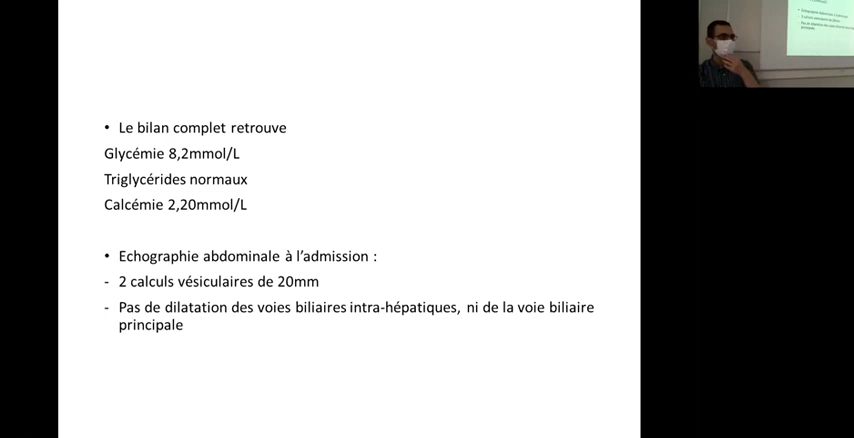 • Le bilan complet retrouve
Glycémie 8,2mmol/L
Triglycérides normaux
Calcémie 2,20mmol/L
• Echographie abdominale à l’admission :
- 2 calculs vésiculaires de 20mm
- Pas de dilatation des voies biliaires intra-hépatiques, ni de la voie biliaire
principale